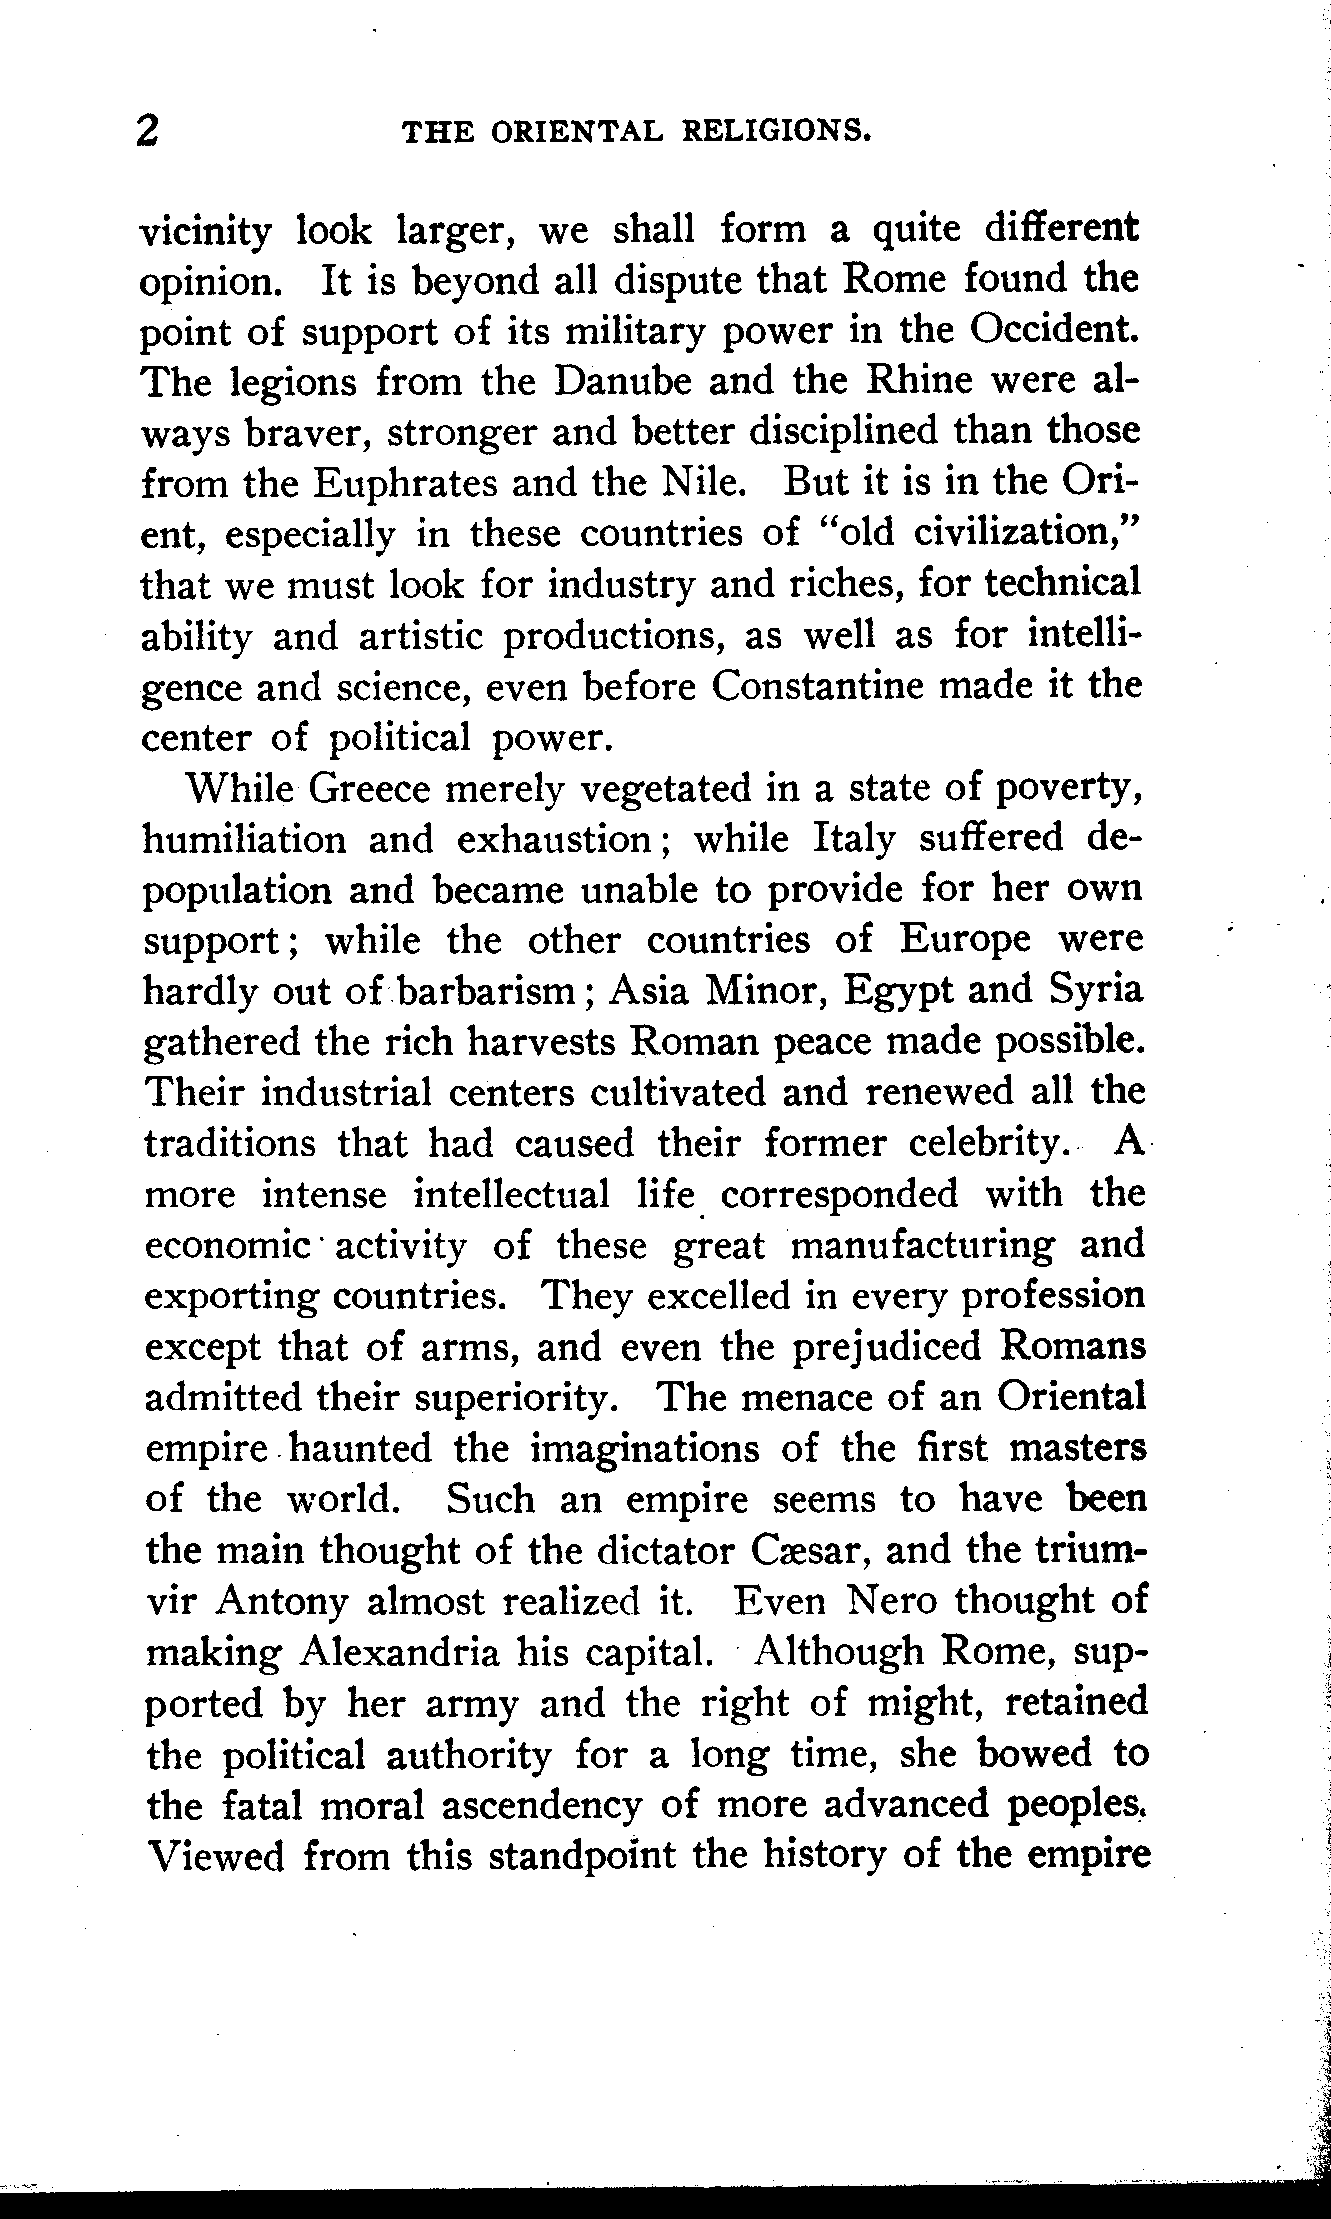 2 THE ORIENTAL RELIGIONS.
vicinity look larger, we shall form a quite different
opinion. It is beyond all dispute that Rome found the
point of support of its military power in the Occident.
The legions from the Danube and the Rhine were al-
ways braver, stronger and better disciplined than those
from the Euphrates and the Nile. But it is in the Ori-
ent, especially in these countries of “old civilization,”
that we must look for industry and riches, for technical
ability and artistic productions, as well as for intelli-
gence and science, even before Constantine made it the
center of political power.
While Greece merely vegetated in a state of poverty,
humiliation and exhaustion; while Italy suffered de-
population and became unable to provide for her own
support; while the other countries of Europe were
hardly out of barbarism; Asia Minor, Egypt and Syria
gathered the rich harvests Roman peace made possible.
Their industrial centers cultivated and renewed all the
traditions that had caused their former celebrity. A
more intense intellectual life corresponded with the
economic activity of these great manufacturing and
exporting countries. They excelled in every profession
except that of arms, and even the prejudiced Romans
admitted their superiority. The menace of an Oriental
empire haunted the imaginations of the first masters
of the world. Such an empire seems to have been
the main thought of the dictator Cæsar, and the trium-
vir Antony almost realized it. Even Nero thought of
making Alexandria his capital. Although Rome, sup-
ported by her army and the right of might, retained
the political authority for a long time, she bowed to
the fatal moral ascendency of more advanced peoples.
Viewed from this standpoint the history of the empire